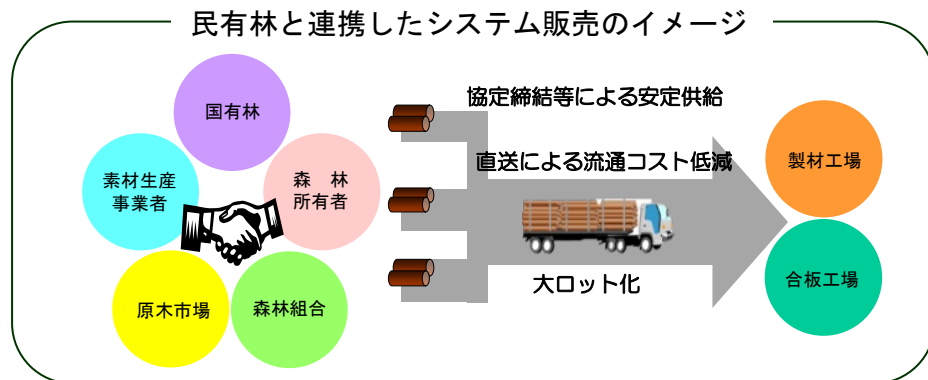 民有林と連携したシステム販売のイメージ
国有林
素材生産
事業者
森　林
所有者
原木市場
森林組合
協定締結等による安定供給
直送による流通コスト低減
大ロット化
製材工場
合板工場